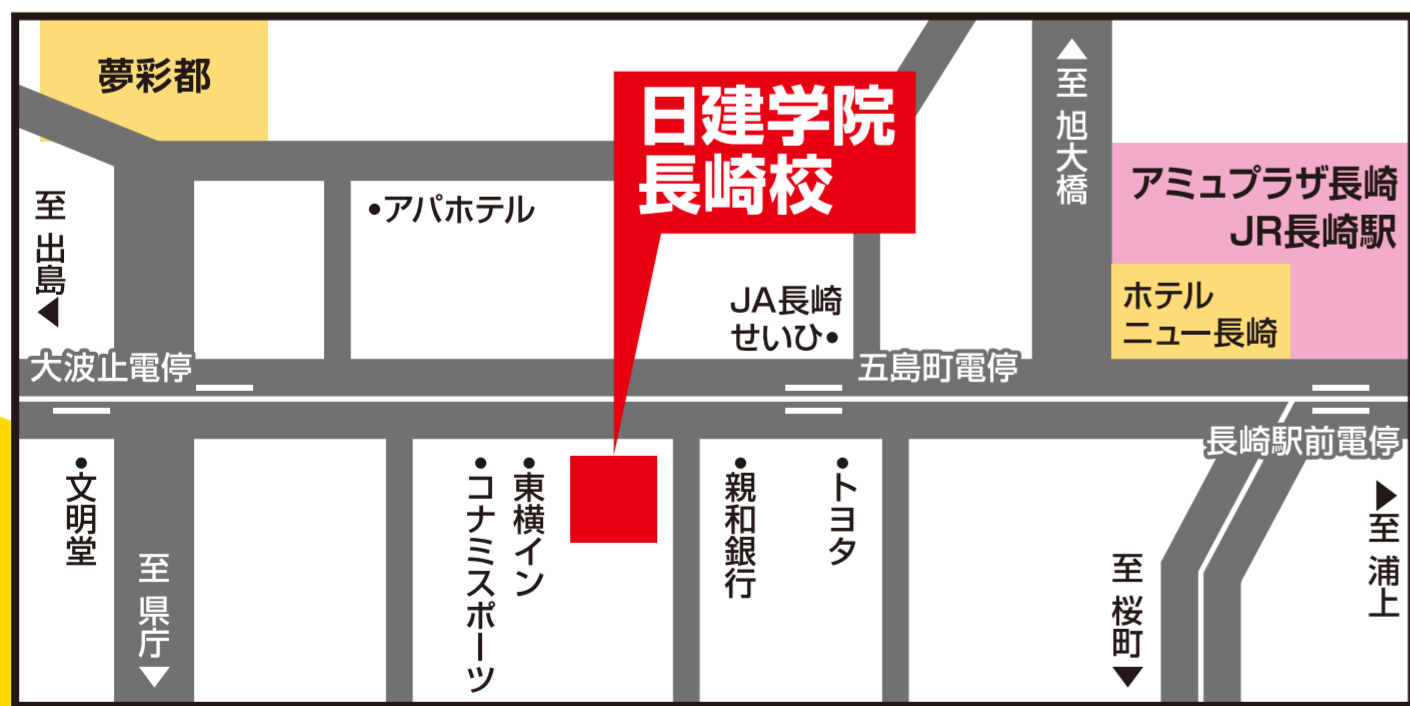 夢彩都
日建学院
長崎校
至 旭大橋
アミュプラザ長崎
JR長崎駅
アパホテル
至 出島
JA長崎
せいひ
ホテル
ニュー長崎
大波止電停
五島町電停
長崎駅前電停
文明堂
至 県庁
コナミスポーツ
東横イン
親和銀行
トヨタ
至 桜町
至 浦上